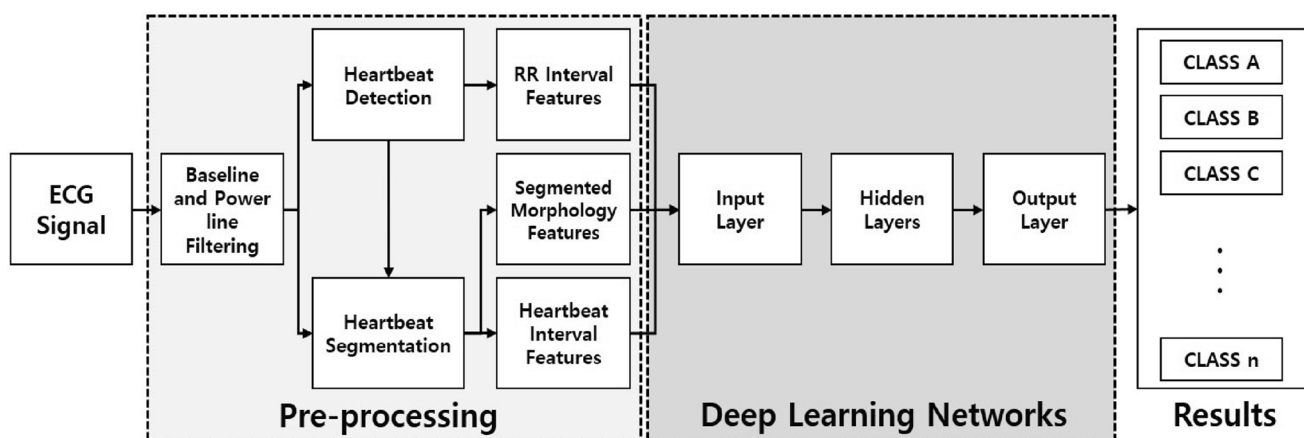 ECG
Signal
Baseline
and Power
line
Filtering
Heartbeat
Detection
Heartbeat
Segmentation
RR Interval
Features
Segmented
Morphology
Features
Heartbeat
Interval
Features
Pre-processing
Input
Layer
Hidden
Layers
Output
Layer
Deep Learning Networks
CLASS A
CLASS B
CLASS C
CLASS n
Results